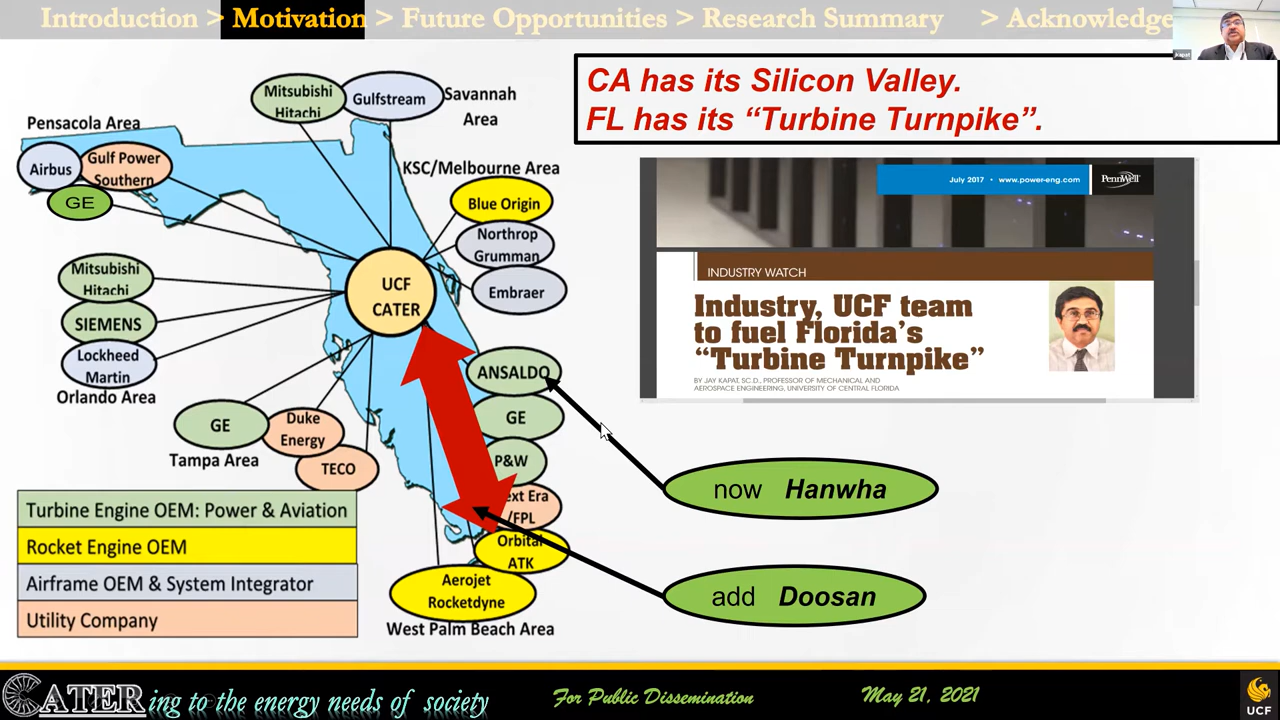 Introduction > Motivation > Future Opportunities > Research Summary > Acknowledge
kapat
CA has its Silicon Valley.
FL has its “Turbine Turnpike”.
Mitsubishi
Hitachi
Gulfstream
Savannah
Area
Pensacola Area
Airbus
Gulf Power
Southern
GE
KSC/Melbourne Area
Blue Origin
Northrop
Grumman
Embraer
UCF
CATER
Mitsubishi
Hitachi
SIEMENS
Lockheed
Martin
Orlando Area
GE
Tampa Area
Duke
Energy
TECO
ANSALDO
GE
P&W
ext Era
/FPL
Orbital
ATK
Aerojet
Rocketdyne
West Palm Beach Area
Turbine Engine OEM: Power & Aviation
Rocket Engine OEM
Airframe OEM & System Integrator
Utility Company
July 2017 • www.power-eng.com
PennWell
INDUSTRY WATCH
Industry, UCF team
to fuel Florida’s
“Turbine Turnpike”
BY JAY KAPAT, SC.D., PROFESSOR OF MECHANICAL AND
AEROSPACE ENGINEERING, UNIVERSITY OF CENTRAL FLORIDA
now Hanwha
add Doosan
CATERing to the energy needs of society
For Public Dissemination
May 21, 2021
UCF